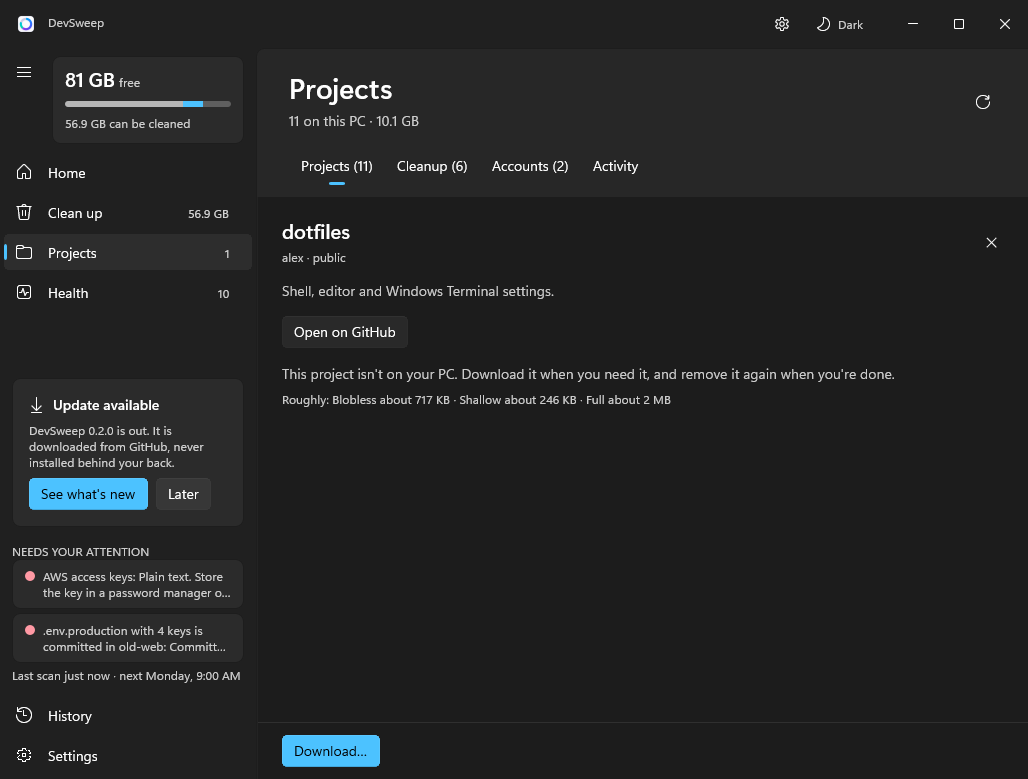 DevSweep
Dark
81 GB free
56.9 GB can be cleaned
Home
Clean up 56.9 GB
Projects 1
Health 10
Update available
DevSweep 0.2.0 is out. It is
downloaded from GitHub, never
installed behind your back.
See what's new Later
NEEDS YOUR ATTENTION
AWS access keys: Plain text. Store
the key in a password manager o...
.env.production with 4 keys is
committed in old-web: Committ...
Last scan just now · next Monday, 9:00 AM
History
Settings
Projects
11 on this PC · 10.1 GB
Projects (11) Cleanup (6) Accounts (2) Activity
dotfiles
alex · public
Shell, editor and Windows Terminal settings.
Open on GitHub
This project isn't on your PC. Download it when you need it, and remove it again when you're done.
Roughly: Blobless about 717 KB · Shallow about 246 KB · Full about 2 MB
Download...